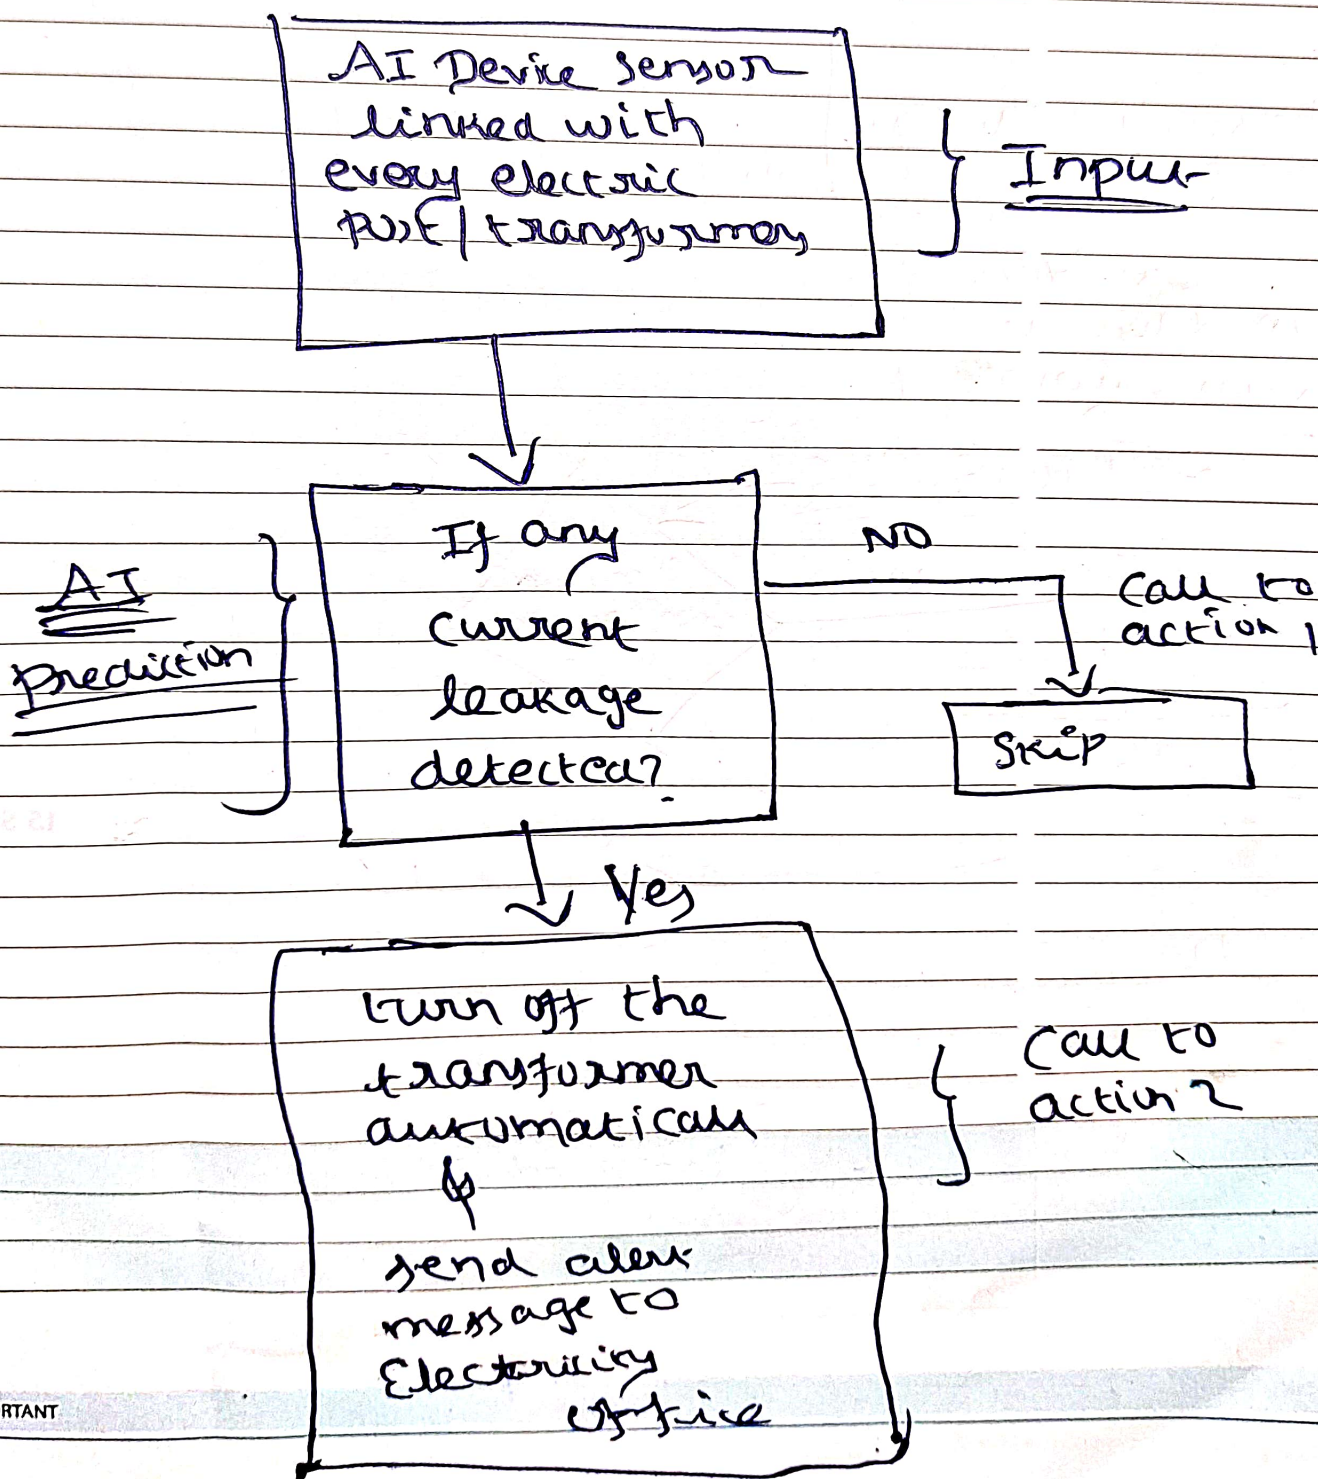 AI Device sensor
linked with
every electric
post/transformer
Input
If any
current
leakage
detected?
NO
Call to
action 1
Skip
AI
Prediction
Yes
turn off the
transformer
automatically
&
send alert
message to
Electricity
office
Call to
action 2
RTANT